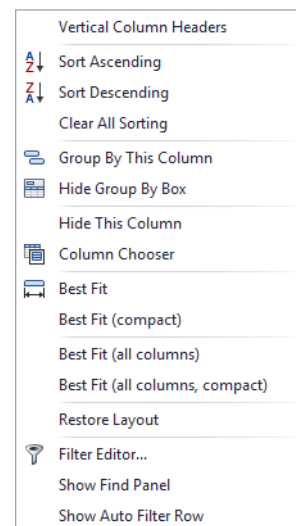 Vertical Column Headers
Sort Ascending
Sort Descending
Clear All Sorting
Group By This Column
Hide Group By Box
Hide This Column
Column Chooser
Best Fit
Best Fit (compact)
Best Fit (all columns)
Best Fit (all columns, compact)
Restore Layout
Filter Editor...
Show Find Panel
Show Auto Filter Row